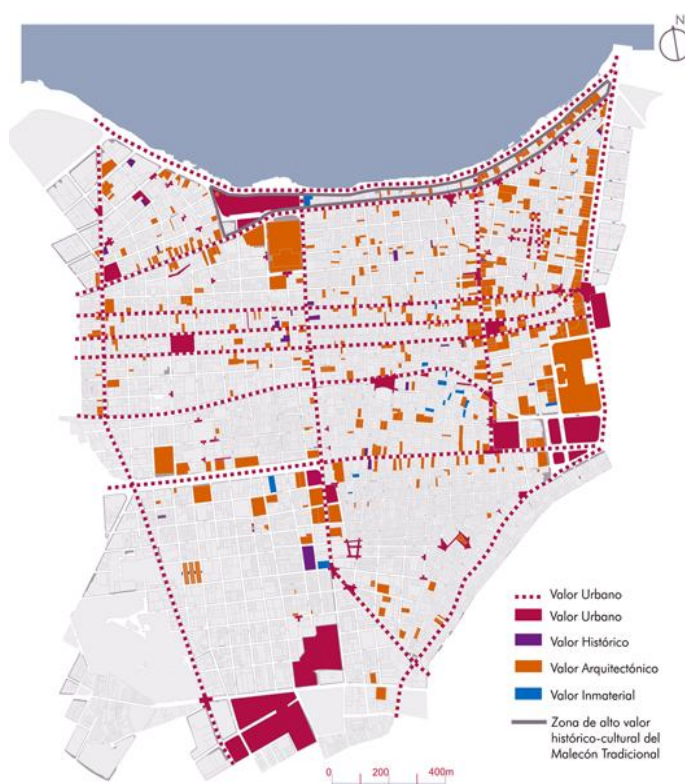 N
Valor Urbano
Valor Urbano
Valor Histórico
Valor Arquitectónico
Valor Inmaterial
Zona de alto valor
histórico-cultural del
Malecón Tradicional
0 200 400m